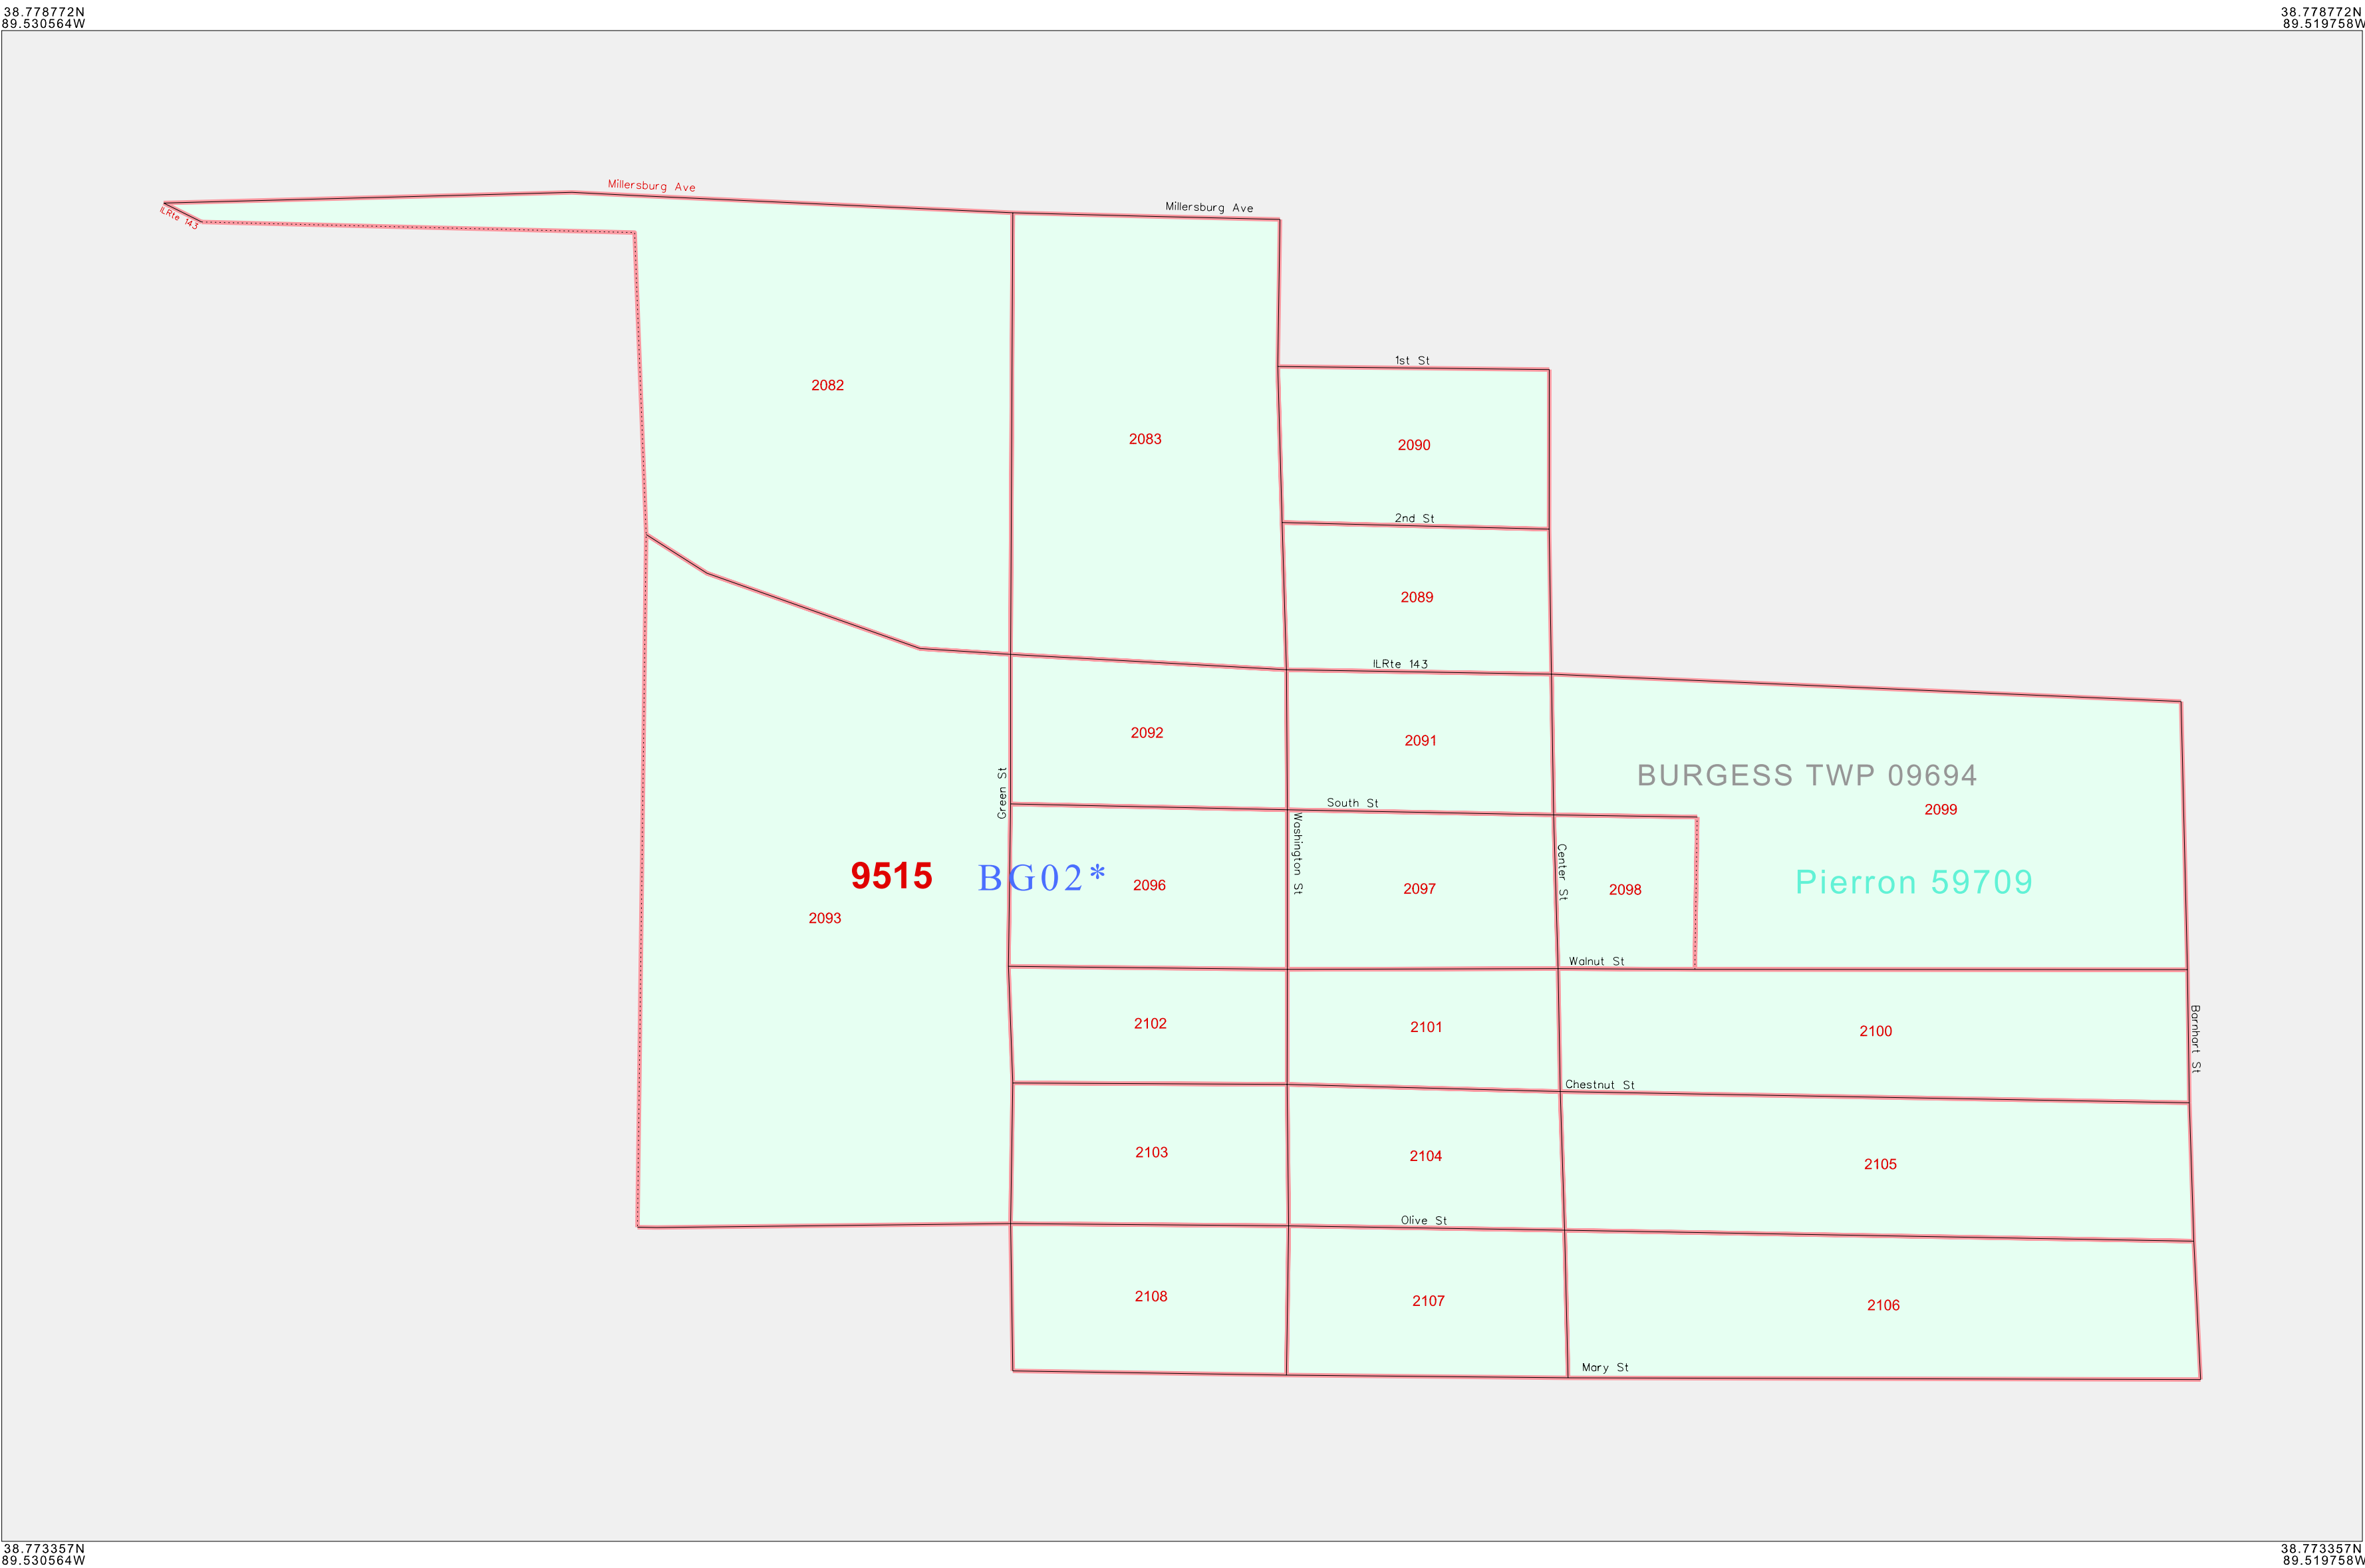 38.778772N
89.530564W
38.778772N
89.519758W
Millersburg Ave
Millersburg Ave
ILRte 143
1st St
2082
2083
2090
2nd St
2089
ILRte 143
2092
2091
BURGESS TWP 09694
Green St
South St
2099
Washington St
Center St
9515
BG02*
2096
2097
2098
Pierron 59709
2093
Walnut St
2102
2101
2100
Barnhart St
Chestnut St
2103
2104
2105
Olive St
2108
2107
2106
Mary St
38.773357N
89.530564W
38.773357N
89.519758W